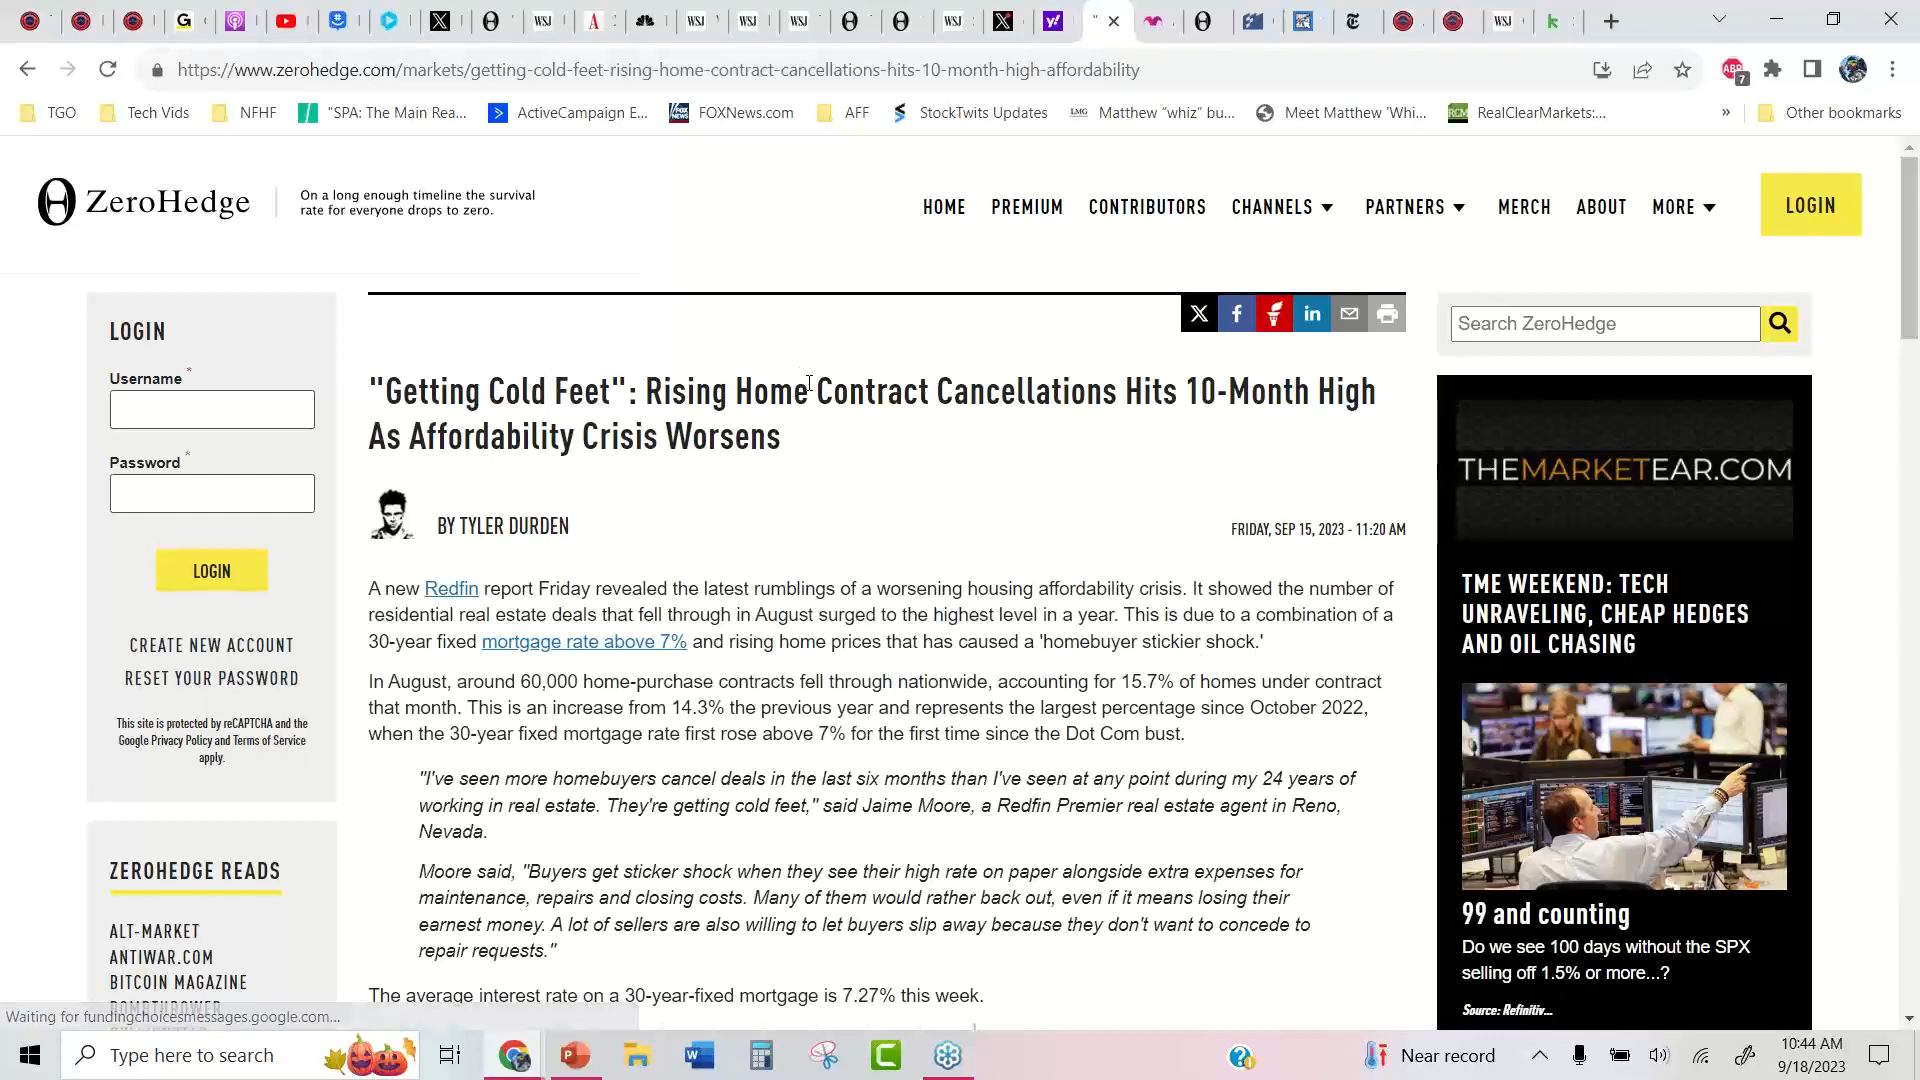 https://www.zerohedge.com/markets/getting-cold-feet-rising-home-contract-cancellations-hits-10-month-high-affordability
ABP
7
TGO
Tech Vids
NFHF
"SPA: The Main Rea...
ActiveCampaign E...
FOXNews.com
AFF
StockTwits Updates
LMG
Matthew “whiz” bu...
Meet Matthew 'Whi...
RCM
RealClearMarkets:...
»
Other bookmarks
ZeroHedge
On a long enough timeline the survival
rate for everyone drops to zero.
HOME
PREMIUM
CONTRIBUTORS
CHANNELS
PARTNERS
MERCH
ABOUT
MORE
LOGIN
LOGIN
Username *
Password *
LOGIN
CREATE NEW ACCOUNT
RESET YOUR PASSWORD
This site is protected by reCAPTCHA and the
Google Privacy Policy and Terms of Service
apply.
ZEROHEDGE READS
ALT-MARKET
ANTIWAR.COM
BITCOIN MAGAZINE
"Getting Cold Feet": Rising Home Contract Cancellations Hits 10-Month High
As Affordability Crisis Worsens
BY TYLER DURDEN
FRIDAY, SEP 15, 2023 - 11:20 AM
A new Redfin report Friday revealed the latest rumblings of a worsening housing affordability crisis. It showed the number of
residential real estate deals that fell through in August surged to the highest level in a year. This is due to a combination of a
30-year fixed mortgage rate above 7% and rising home prices that has caused a 'homebuyer stickier shock.'
In August, around 60,000 home-purchase contracts fell through nationwide, accounting for 15.7% of homes under contract
that month. This is an increase from 14.3% the previous year and represents the largest percentage since October 2022,
when the 30-year fixed mortgage rate first rose above 7% for the first time since the Dot Com bust.
"I've seen more homebuyers cancel deals in the last six months than I've seen at any point during my 24 years of
working in real estate. They're getting cold feet," said Jaime Moore, a Redfin Premier real estate agent in Reno,
Nevada.
Moore said, "Buyers get sticker shock when they see their high rate on paper alongside extra expenses for
maintenance, repairs and closing costs. Many of them would rather back out, even if it means losing their
earnest money. A lot of sellers are also willing to let buyers slip away because they don't want to concede to
repair requests."
The average interest rate on a 30-year-fixed mortgage is 7.27% this week.
Search ZeroHedge
THEMARKETEAR.COM
TME WEEKEND: TECH
UNRAVELING, CHEAP HEDGES
AND OIL CHASING
99 and counting
Do we see 100 days without the SPX
selling off 1.5% or more...?
Source: Refinitiv...
Waiting for fundingchoicesmessages.google.com...
Type here to search
Near record
10:44 AM
9/18/2023